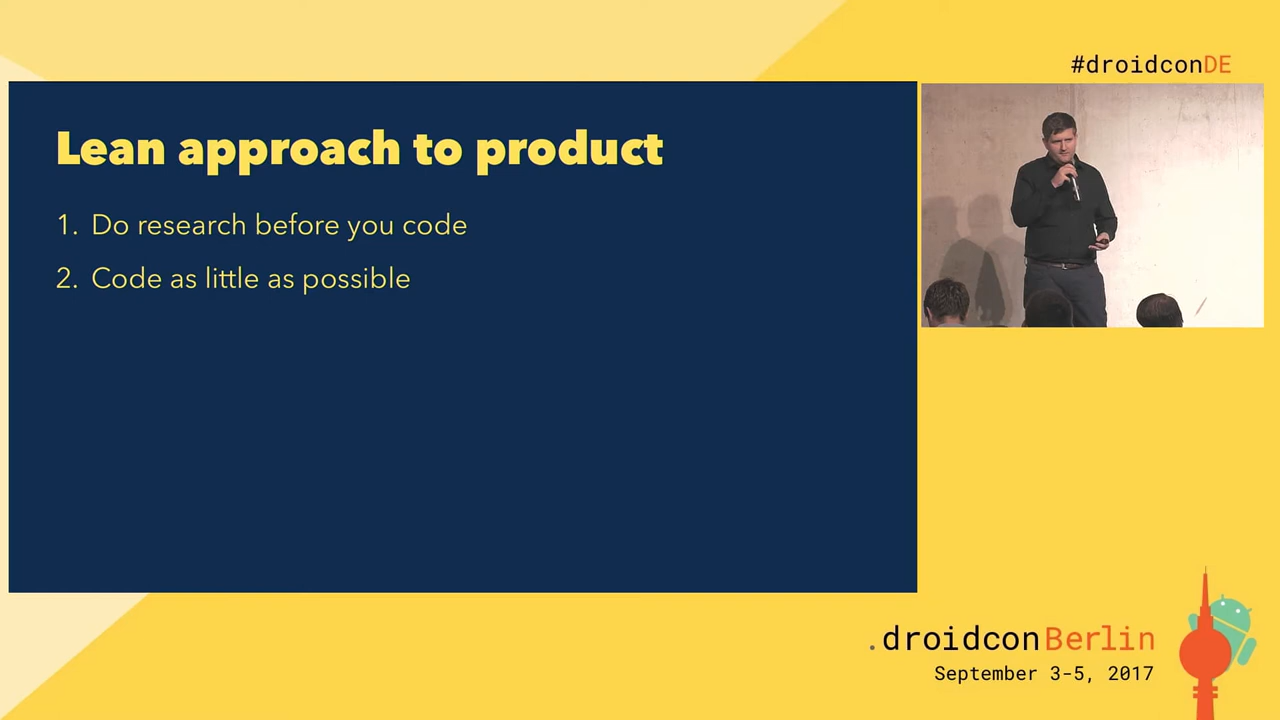 #droidconDE
Lean approach to product
1. Do research before you code
2. Code as little as possible
.droidconBerlin
September 3-5, 2017